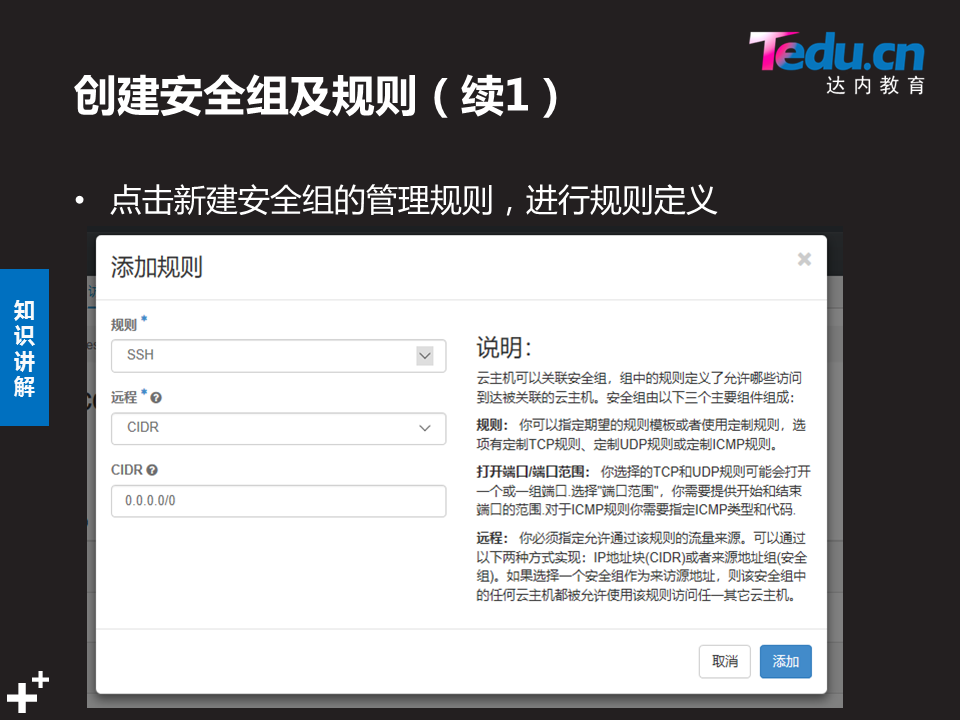 Tedu.cn
达内教育
创建安全组及规则（续1）
• 点击新建安全组的管理规则，进行规则定义
知识讲解
添加规则
规则 *
SSH
远程 *
CIDR
CIDR
0.0.0.0/0
说明：
云主机可以关联安全组，组中的规则定义了允许哪些访问
到达被关联的云主机。安全组由以下三个主要组件组成：
规则： 你可以指定期望的规则模板或者使用定制规则，选
项有定制TCP规则、定制UDP规则或定制ICMP规则。
打开端口/端口范围： 你选择的TCP和UDP规则可能会打开
一个或一组端口.选择"端口范围"，你需要提供开始和结束
端口的范围.对于ICMP规则你需要指定ICMP类型和代码.
远程： 你必须指定允许通过该规则的流量来源。可以通过
以下两种方式实现：IP地址块(CIDR)或者来源地址组(安全
组)。如果选择一个安全组作为来访源地址，则该安全组中
的任何云主机都被允许使用该规则访问任一其它云主机。
取消
添加